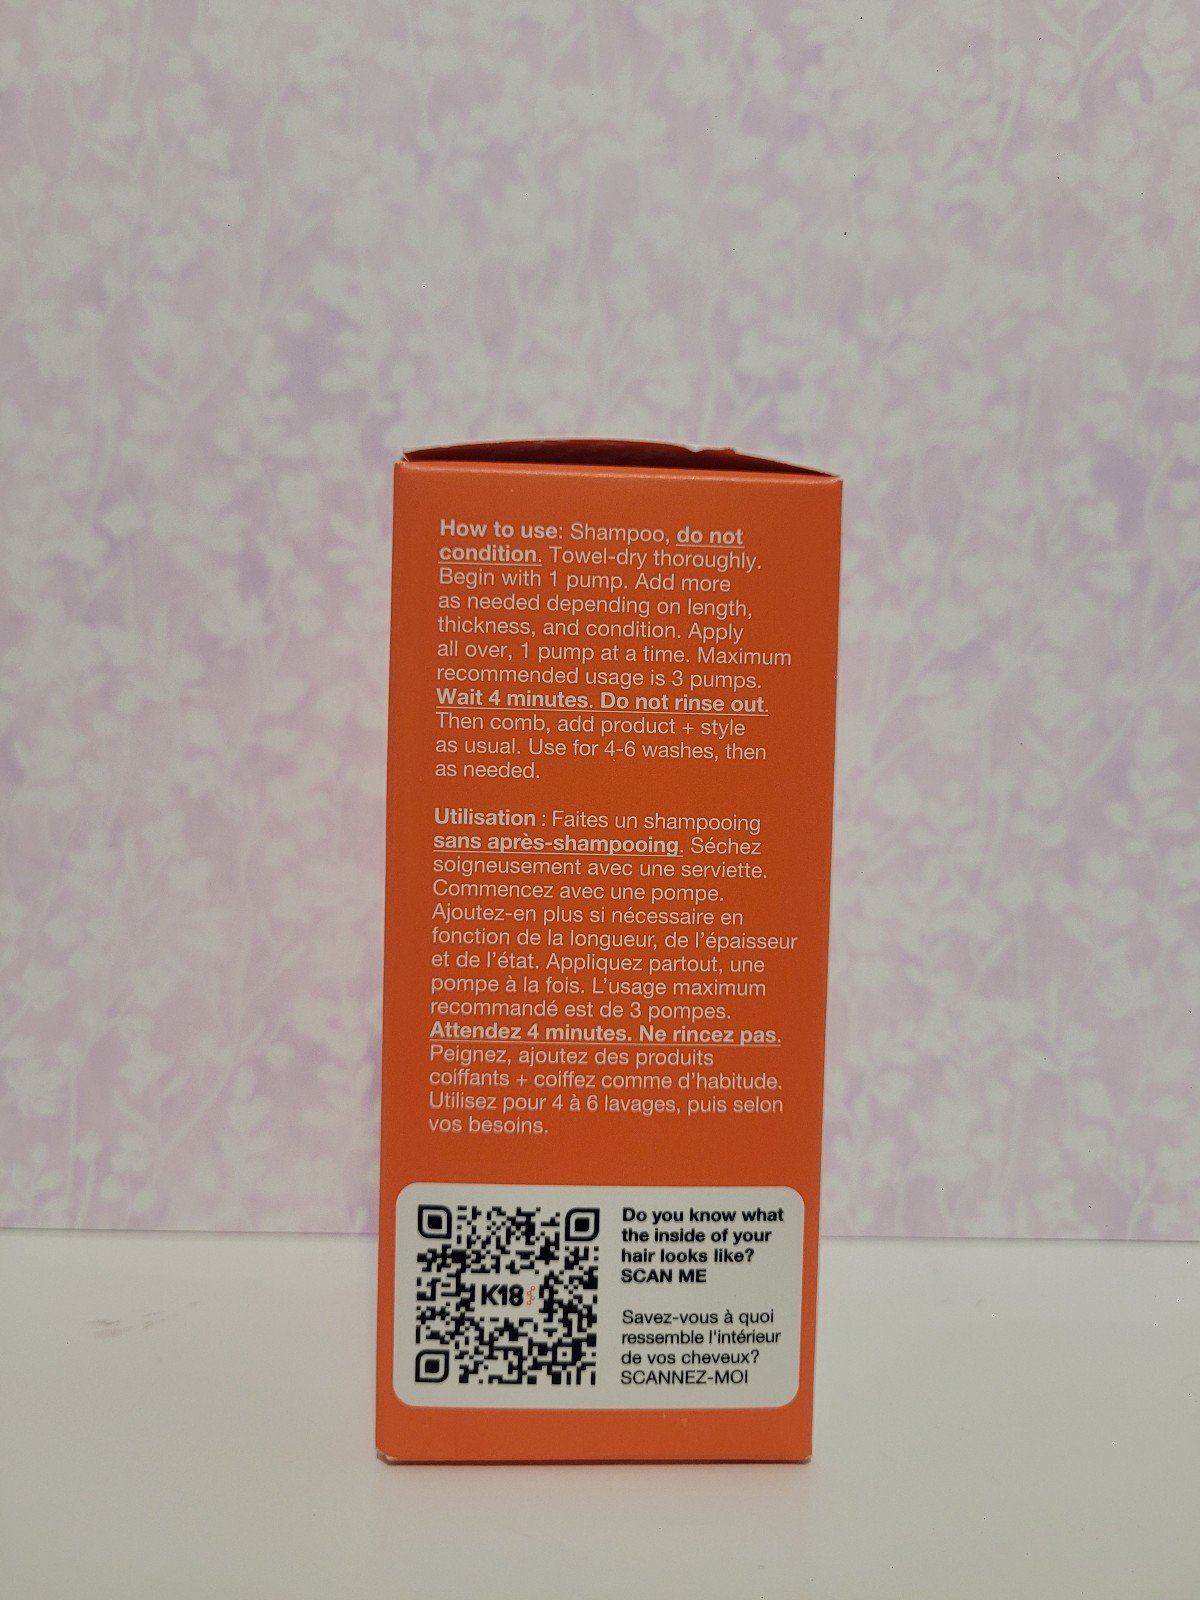 How to use: Shampoo, do not
condition. Towel-dry thoroughly.
Begin with 1 pump. Add more
as needed depending on length,
thickness, and condition. Apply
all over, 1 pump at a time. Maximum
recommended usage is 3 pumps.
Wait 4 minutes. Do not rinse out.
Then comb, add product + style
as usual. Use for 4-6 washes, then
as needed.
Utilisation : Faites un shampooing
sans après-shampooing. Séchez
soigneusement avec une serviette.
Commencez avec une pompe.
Ajoutez-en plus si nécessaire en
fonction de la longueur, de l'épaisseur
et de l'état. Appliquez partout, une
pompe à la fois. L'usage maximum
recommandé est de 3 pompes.
Attendez 4 minutes. Ne rincez pas.
Peignez, ajoutez des produits
coiffants + coiffez comme d'habitude.
Utilisez pour 4 à 6 lavages, puis selon
vos besoins.
K18
Do you know what
the inside of your
hair looks like?
SCAN ME
Savez-vous à quoi
ressemble l'intérieur
de vos cheveux?
SCANNEZ-MOI